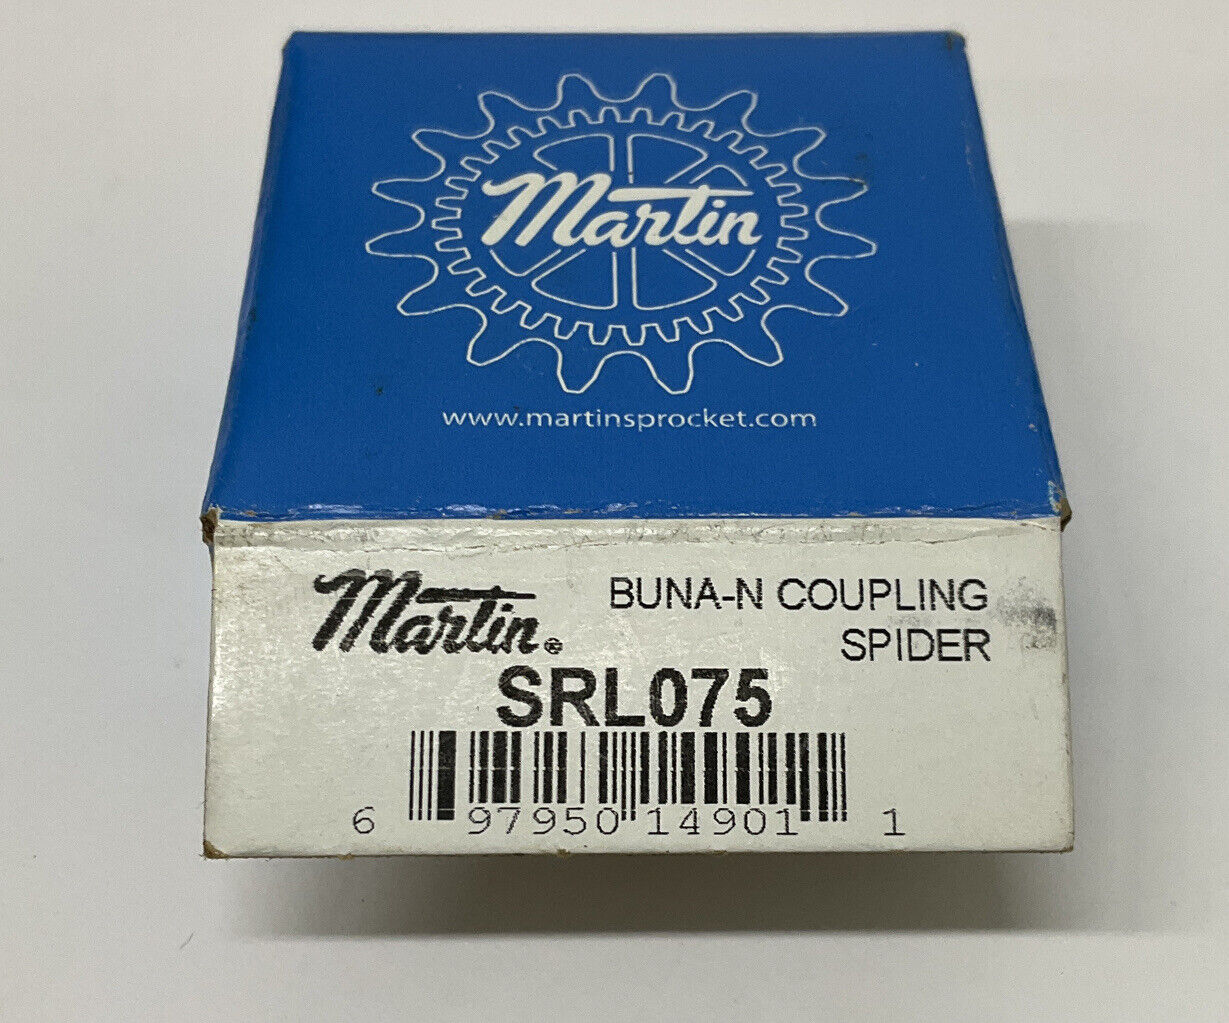 Martin
www.martinsprocket.com
Martin®
BUNA-N COUPLING
SPIDER
SRL075
6 97950 14901 1